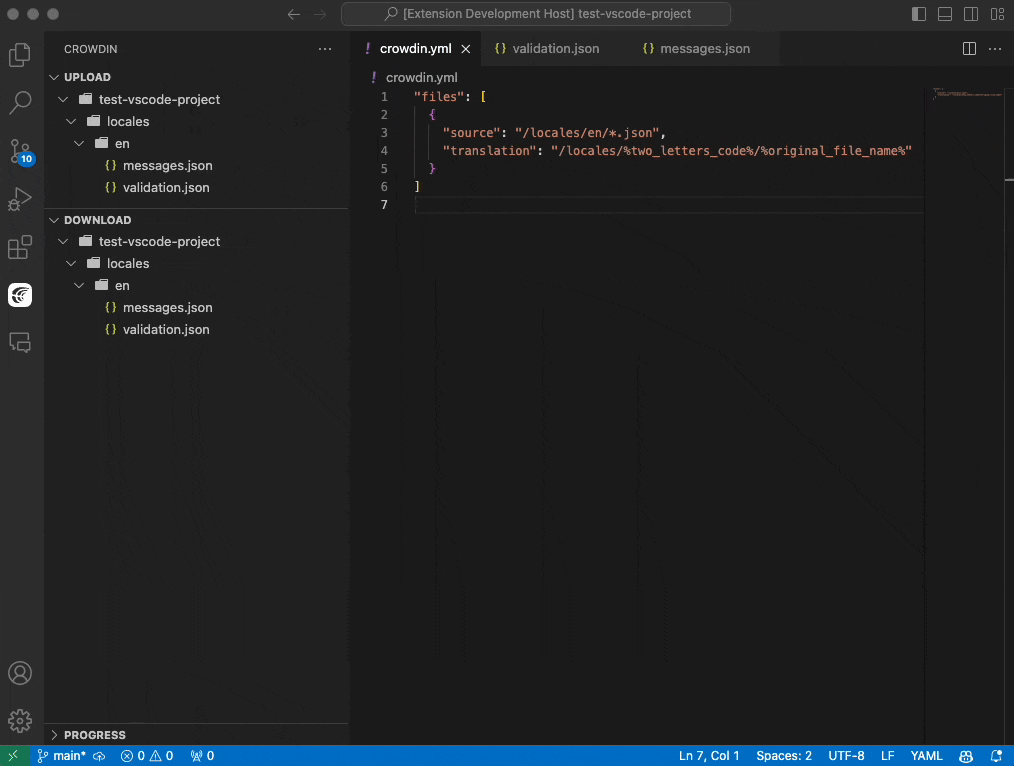 [Extension Development Host] test-vscode-project
CROWDIN
UPLOAD
test-vscode-project
locales
en
{} messages.json
{} validation.json
DOWNLOAD
test-vscode-project
locales
en
{} messages.json
{} validation.json
PROGRESS
10
! crowdin.yml
{} validation.json
{} messages.json
! crowdin.yml
1 "files": [
2 {
3 "source": "/locales/en/*.json",
4 "translation": "/locales/%two_letters_code%/%original_file_name%"
5 }
6 ]
7
main* 0 0 0 Ln 7, Col 1 Spaces: 2 UTF-8 LF YAML